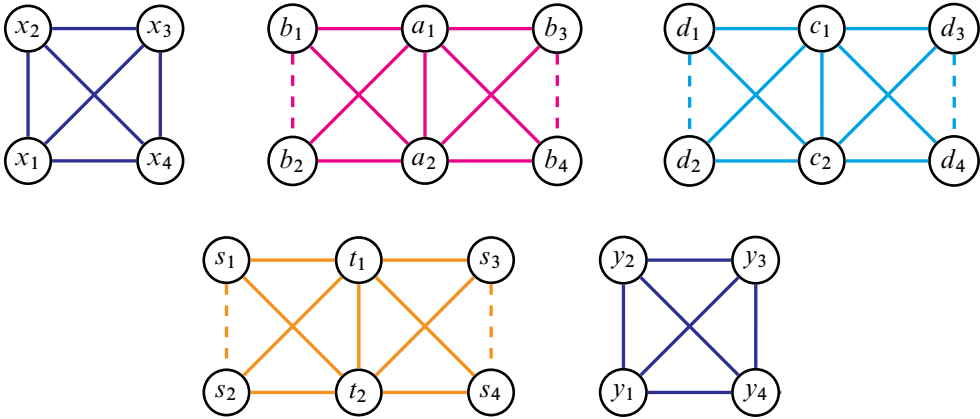 x₂ x₃ b₁ a₁ b₃ d₁ c₁ d₃
x₁ x₄ b₂ a₂ b₄ d₂ c₂ d₄
s₁ t₁ s₃ y₂ y₃
s₂ t₂ s₄ y₁ y₄